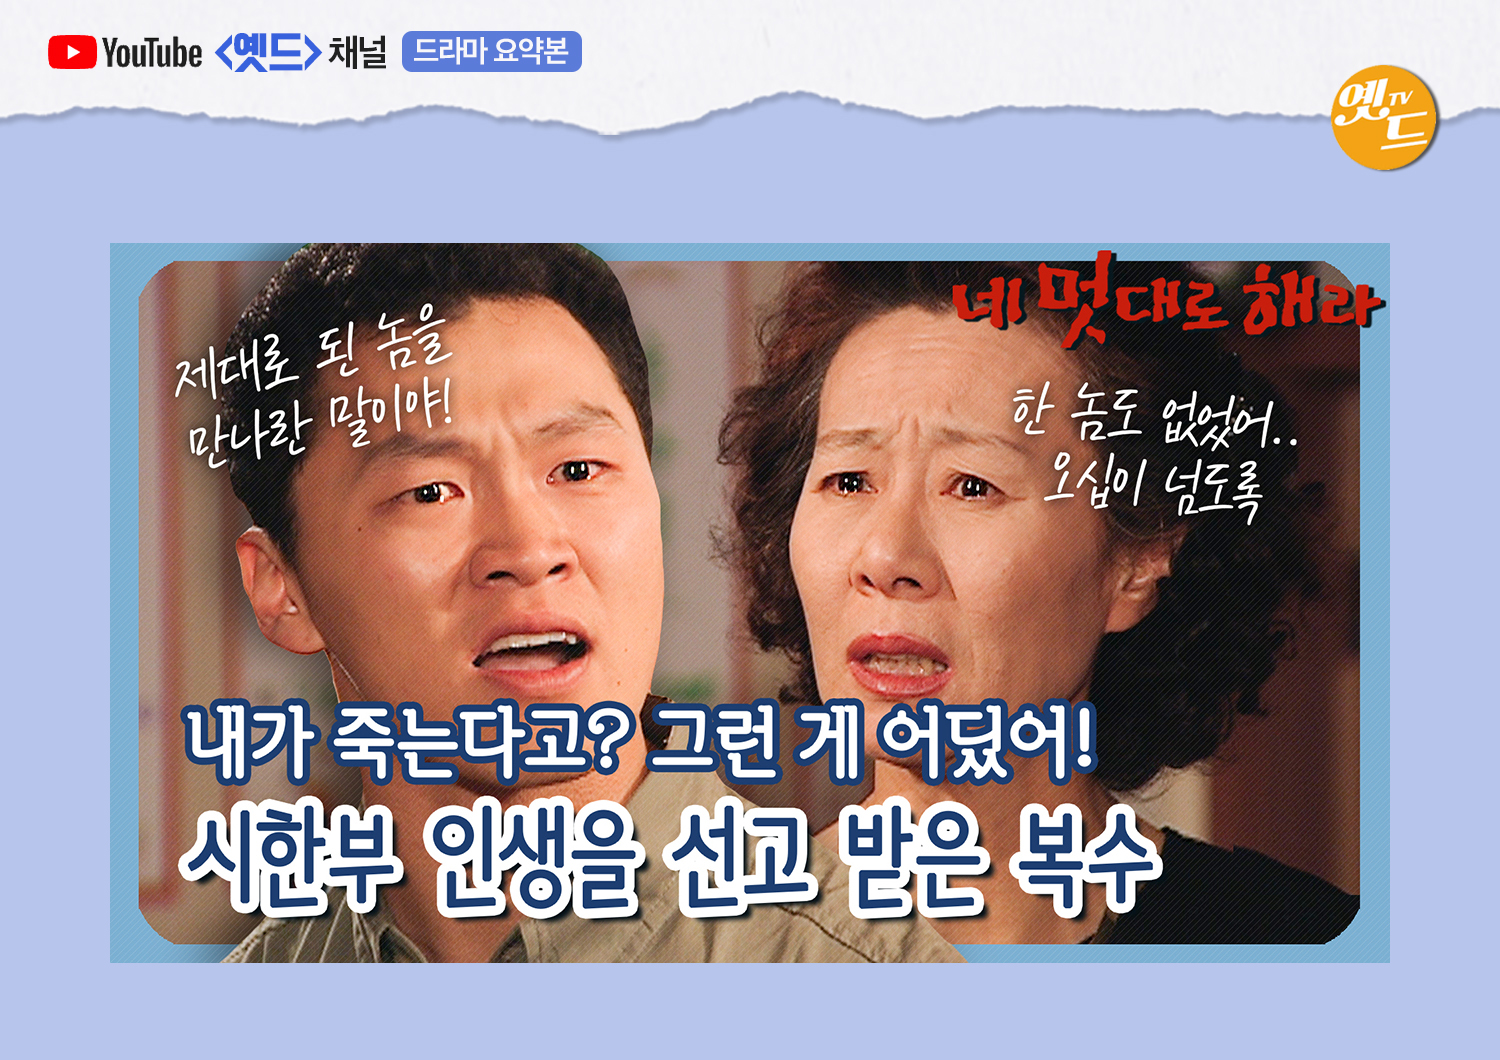 YouTube <옛드> 채널 드라마 요약본
옛드TV
네 멋대로 해라
제대로 된 놈을
만나란 말이야!
한 놈도 없었어..
오십이 넘도록
내가 죽는다고? 그런 게 어딨어!
시한부 인생을 선고 받은 복수